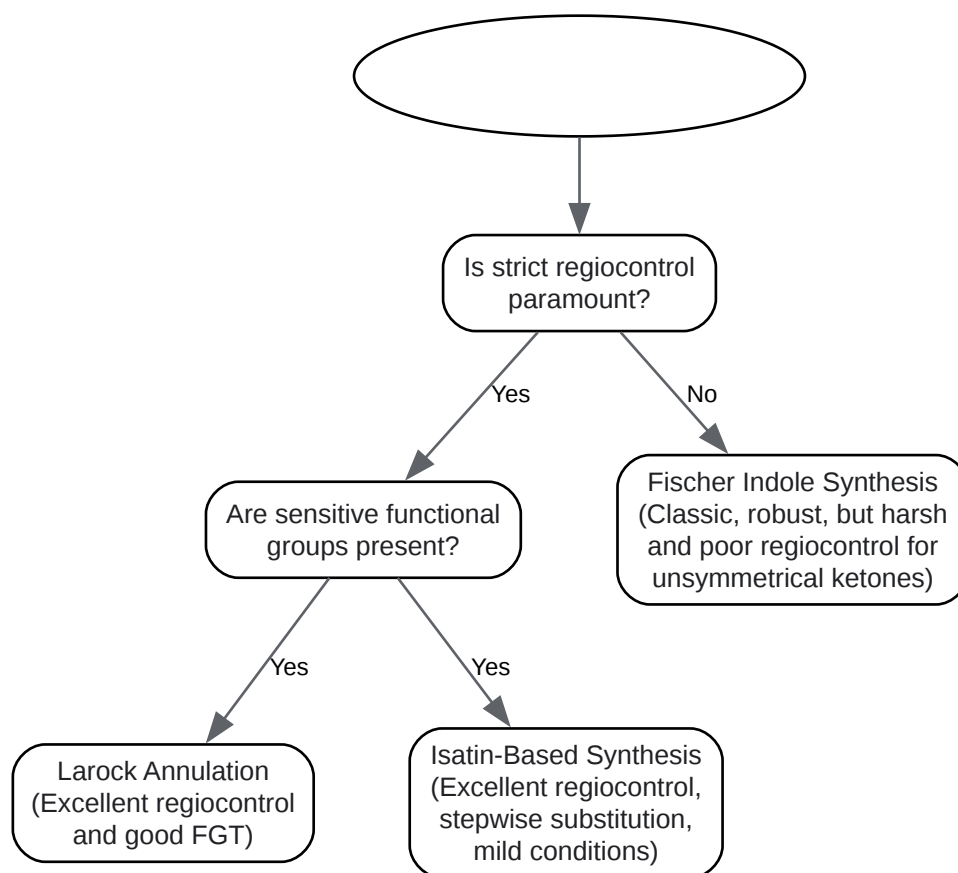 Is strict regiocontrol
paramount?
Yes
No
Are sensitive functional
groups present?
Fischer Indole Synthesis
(Classic, robust, but harsh
and poor regiocontrol for
unsymmetrical ketones)
Yes
Yes
Larock Annulation
(Excellent regiocontrol
and good FGT)
Isatin-Based Synthesis
(Excellent regiocontrol,
stepwise substitution,
mild conditions)